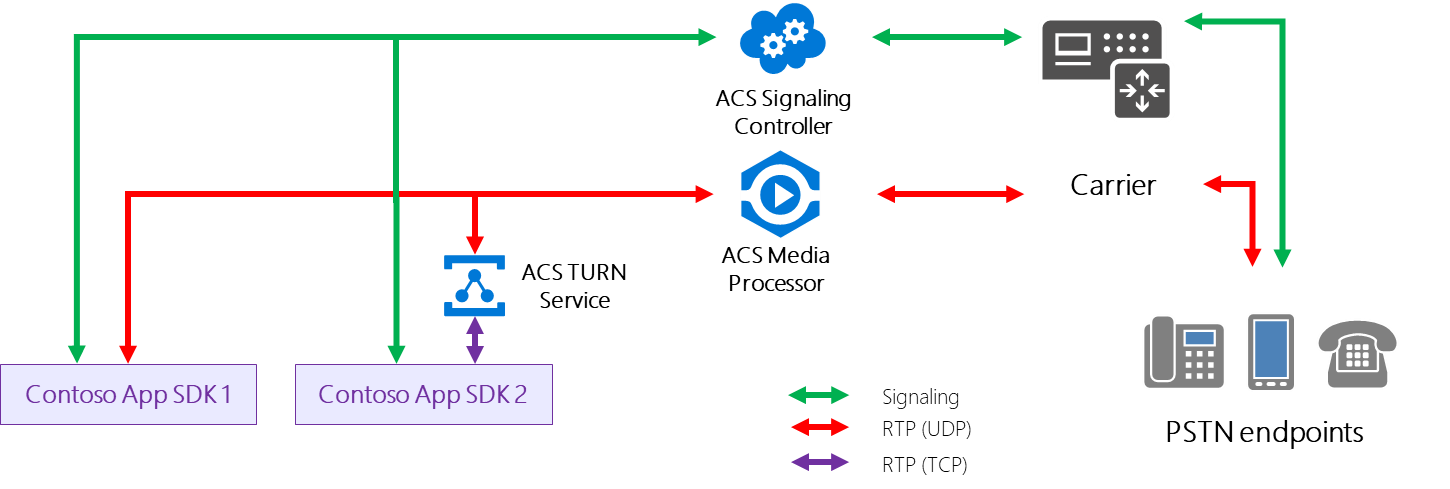 ACS Signaling
Controller
Carrier
ACS Media
Processor
ACS TURN
Service
Contoso App SDK 1
Contoso App SDK 2
Signaling
RTP (UDP)
RTP (TCP)
PSTN endpoints